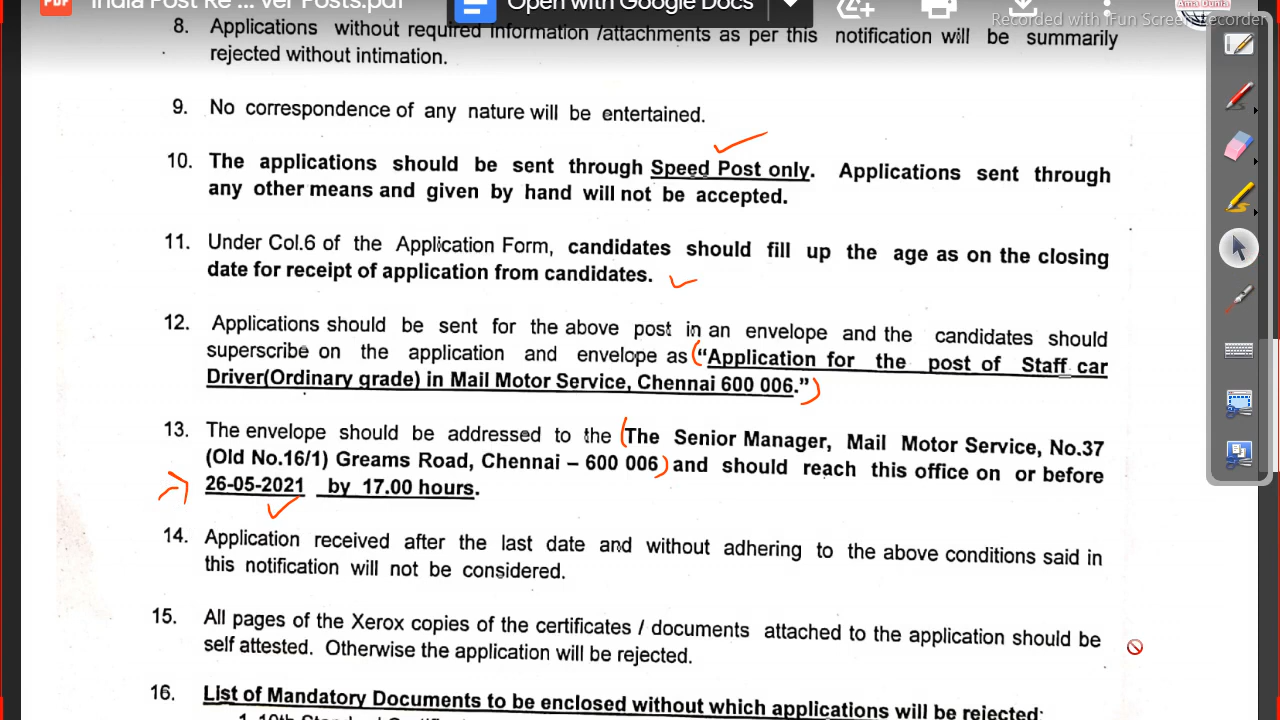 India Post Re ... ver Posts.pdf
Open with Google Docs
Recorded with iFun Screen Recorder
Ama Dunia
8. Applications without required information /attachments as per this notification will be summarily
rejected without intimation.
9. No correspondence of any nature will be entertained.
10. The applications should be sent through Speed Post only. Applications sent through
any other means and given by hand will not be accepted.
11. Under Col.6 of the Application Form, candidates should fill up the age as on the closing
date for receipt of application from candidates.
12. Applications should be sent for the above post in an envelope and the candidates should
superscribe on the application and envelope as “Application for the post of Staff car
Driver(Ordinary grade) in Mail Motor Service, Chennai 600 006.”
13. The envelope should be addressed to the The Senior Manager, Mail Motor Service, No.37
(Old No.16/1) Greams Road, Chennai – 600 006 and should reach this office on or before
26-05-2021 by 17.00 hours.
14. Application received after the last date and without adhering to the above conditions said in
this notification will not be considered.
15. All pages of the Xerox copies of the certificates / documents attached to the application should be
self attested. Otherwise the application will be rejected.
16. List of Mandatory Documents to be enclosed without which applications will be rejected: